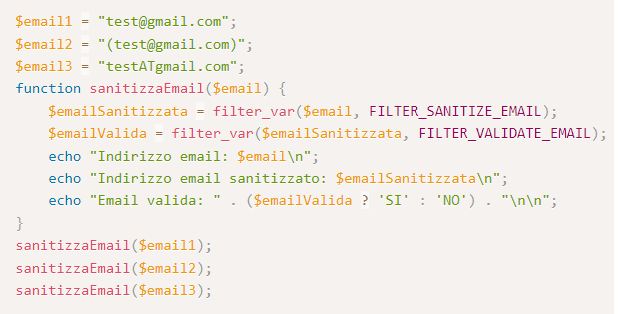 $email1 = "test@gmail.com";
$email2 = "(test@gmail.com)";
$email3 = "testATgmail.com";
function sanitizzaEmail($email) {
    $emailSanitizzata = filter_var($email, FILTER_SANITIZE_EMAIL);
    $emailValida = filter_var($emailSanitizzata, FILTER_VALIDATE_EMAIL);
    echo "Indirizzo email: $email\n";
    echo "Indirizzo email sanitizzato: $emailSanitizzata\n";
    echo "Email valida: " . ($emailValida ? 'SI' : 'NO') . "\n\n";
}
sanitizzaEmail($email1);
sanitizzaEmail($email2);
sanitizzaEmail($email3);